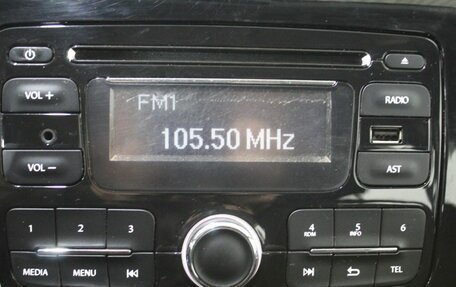 VOL +
FM1
RADIO
105.50 MHz
VOL −
AST
1 2 3 4 RDM 5 INFO 6
MEDIA MENU TEL